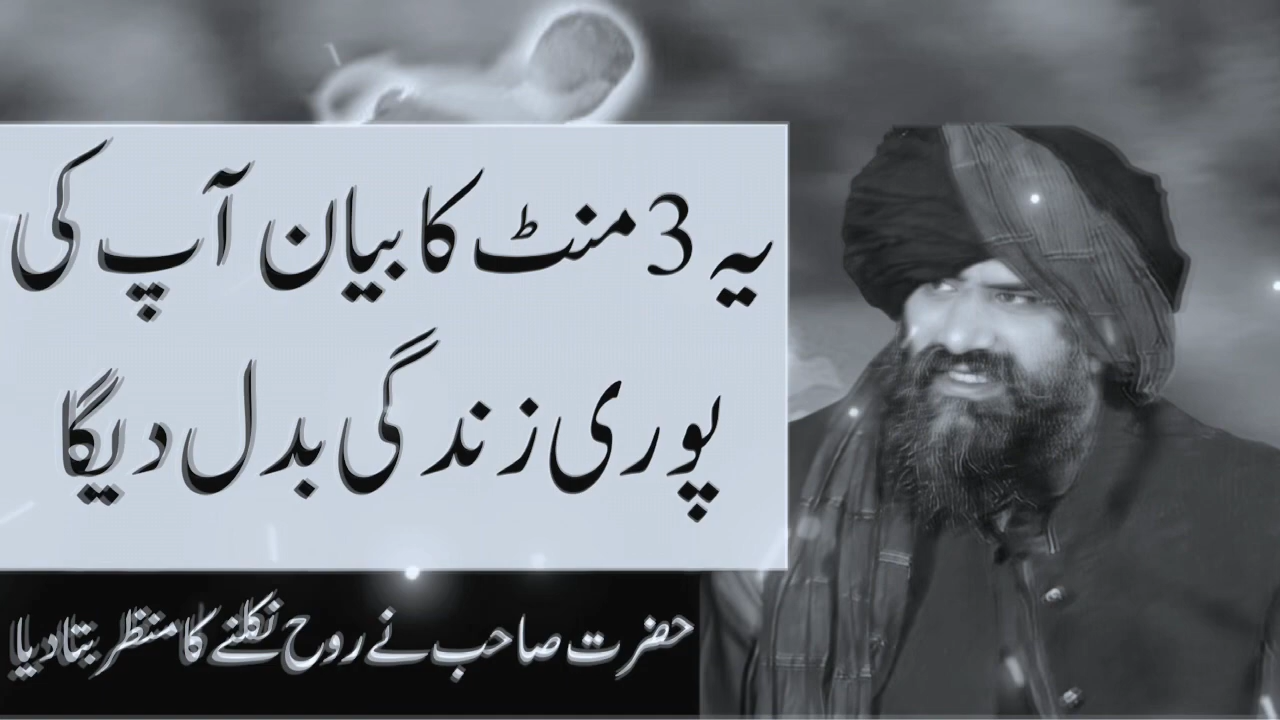 یہ 3 منٹ کا بیان آپ کی
پوری زندگی بدل دیگا
حضرت صاحب نے روح نکلنے کا منظر بتا دیا